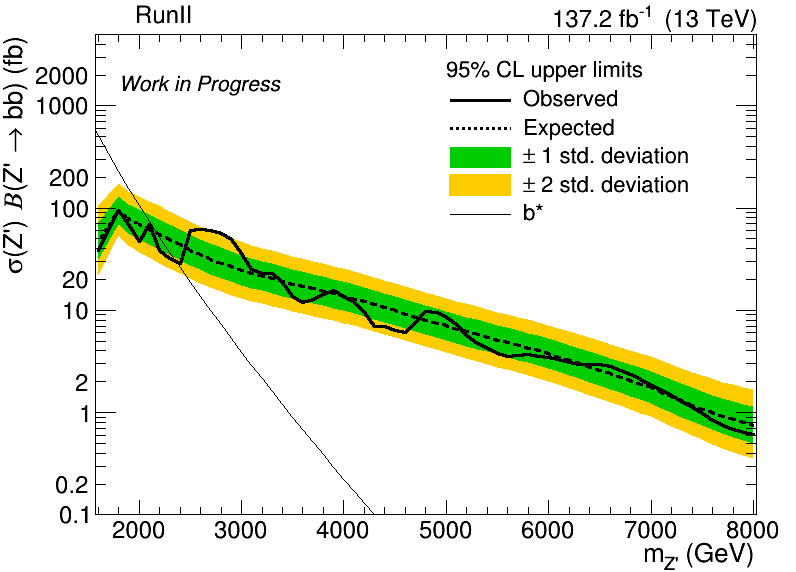 RunII
137.2 fb⁻¹ (13 TeV)
σ(Z') B(Z' → bb) (fb)
Work in Progress
95% CL upper limits
Observed
Expected
± 1 std. deviation
± 2 std. deviation
b*
2000
1000
200
100
20
10
2
1
0.2
0.1
2000 3000 4000 5000 6000 7000 8000
m_Z' (GeV)